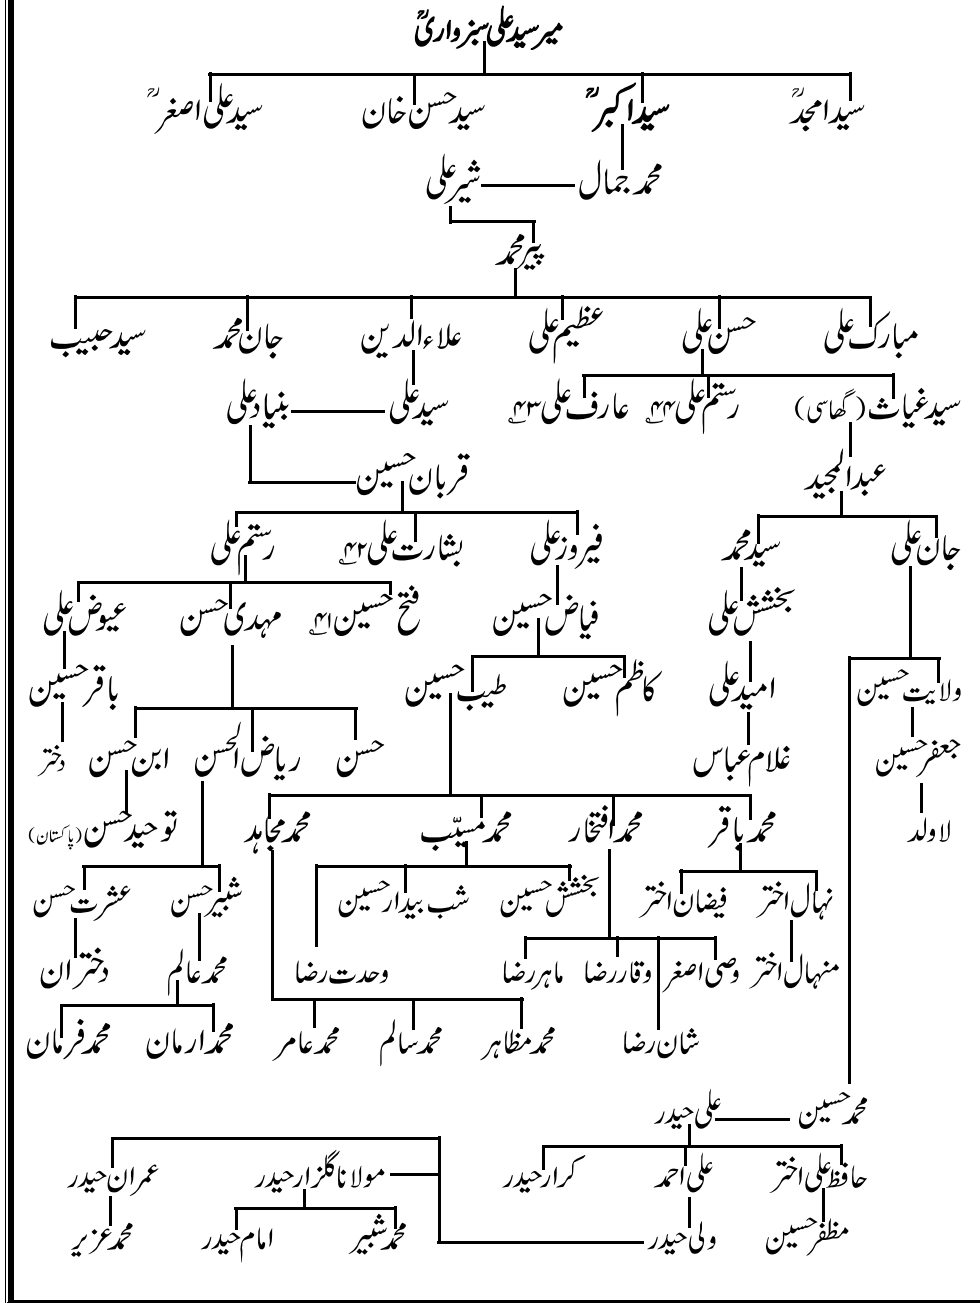 میر سید علی سبزواریؒ
سید امجدؒ سید اکبرؒ سید حسن خان سید علی اصغرؒ
محمد جمال شیر علی
پیر محمد
مبارک علی حسن علی عظیم علی علاء الدین جان محمد سید حبیب
سید غیاث (گھاسی) رستم علی ۴۴؂ عارف علی ۴۳؂ سید علی بنیاد علی
عبد المجید قربان حسین
جان علی سید محمد فیروز علی بشارت علی ۴۲؂ رستم علی
بخشش علی فیاض حسین فتح حسین ۴۱؂ مہدی حسن عیوض علی
ولایت حسین امید علی کاظم حسین طیب حسین باقر حسین
جعفر حسین غلام عباس حسن ریاض الحسن ابن حسن دختر
لا ولد محمد باقر محمد افتخار محمد مسیّب محمد مجاہد توحید حسن (پاکستان)
نہال اختر فیضان اختر بخشش حسین شب بیدار حسین شبیر حسن عشرت حسن
منہال اختر وصی اصغر وقار رضا ماہر رضا وحدت رضا محمد عالم دختر ان
شان رضا محمد مظاہر محمد سالم محمد عامر محمد ارمان محمد فرمان
محمد حسین علی حیدر
حافظ علی اختر علی احمد کرار حیدر مولانا گلزار حیدر عمران حیدر
مظفر حسین ولی حیدر محمد شبیر امام حیدر محمد عزیر